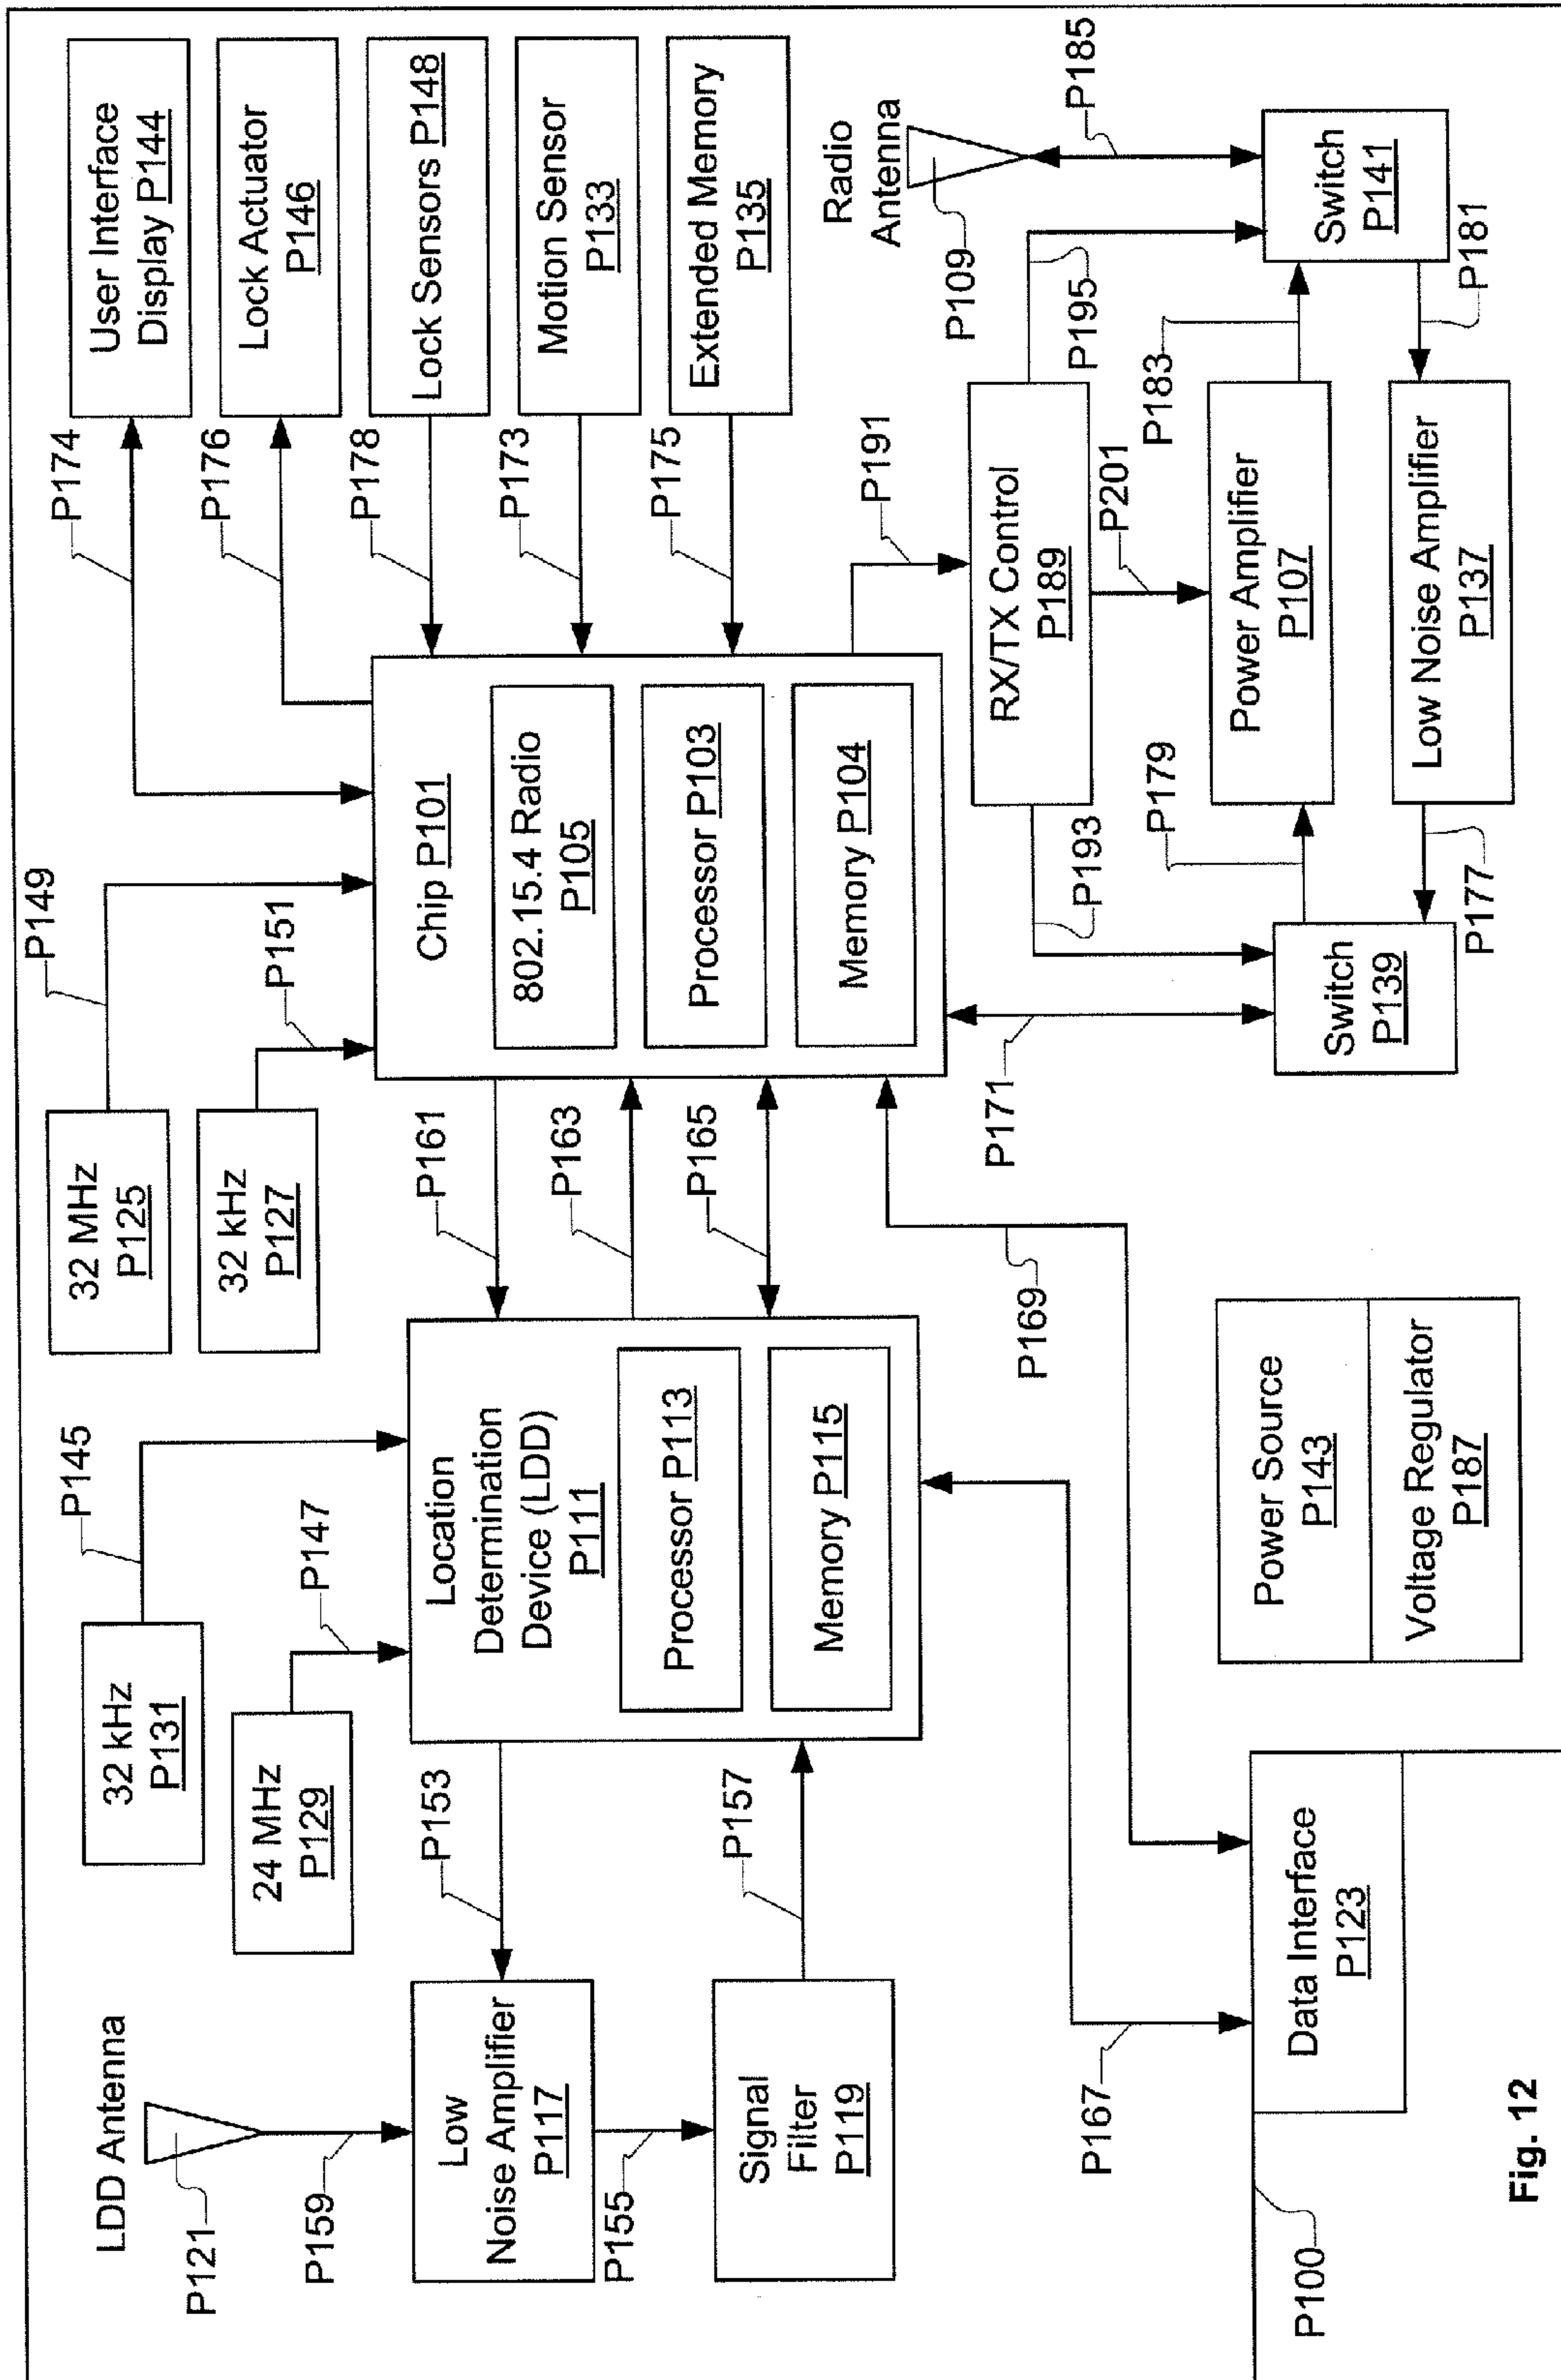 LDD Antenna
P121
P159
Low
Noise Amplifier
P117
P155
Signal
Filter
P119
P153
P157
32 kHz
P131
P145
24 MHz
P129
P147
Location
Determination
Device (LDD)
P111
Processor P113
Memory P115
32 MHz
P125
P149
32 kHz
P127
P151
P161
P163
P165
Chip P101
802.15.4 Radio
P105
Processor P103
Memory P104
P174
User Interface
Display P144
P176
Lock Actuator
P146
P178
Lock Sensors P148
P173
Motion Sensor
P133
P175
Extended Memory
P135
P191
Radio
Antenna
P109
P185
RX/TX Control
P189
P195
P193
P201
P183
Switch
P141
P181
Power Amplifier
P107
P179
Low Noise Amplifier
P137
P177
Switch
P139
P171
P169
P167
Power Source
P143
Voltage Regulator
P187
Data Interface
P123
P100
Fig. 12